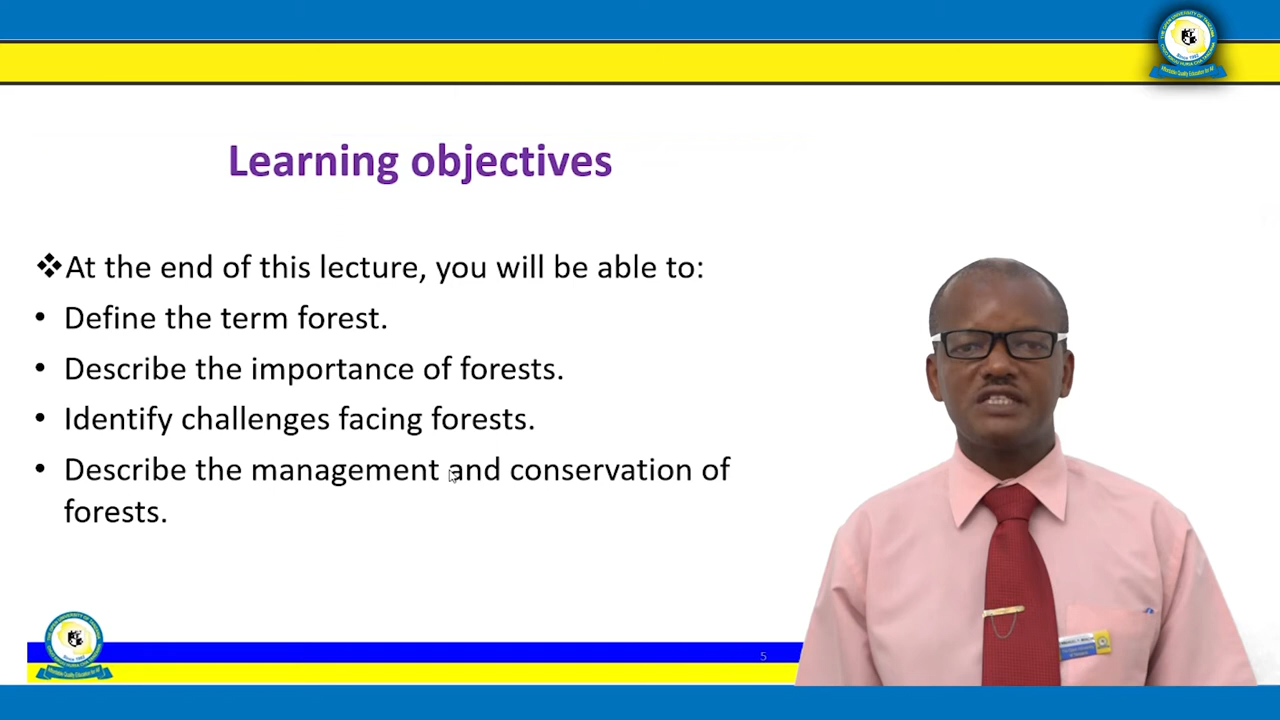 Learning objectives
❖At the end of this lecture, you will be able to:
• Define the term forest.
• Describe the importance of forests.
• Identify challenges facing forests.
• Describe the management and conservation of
forests.
5